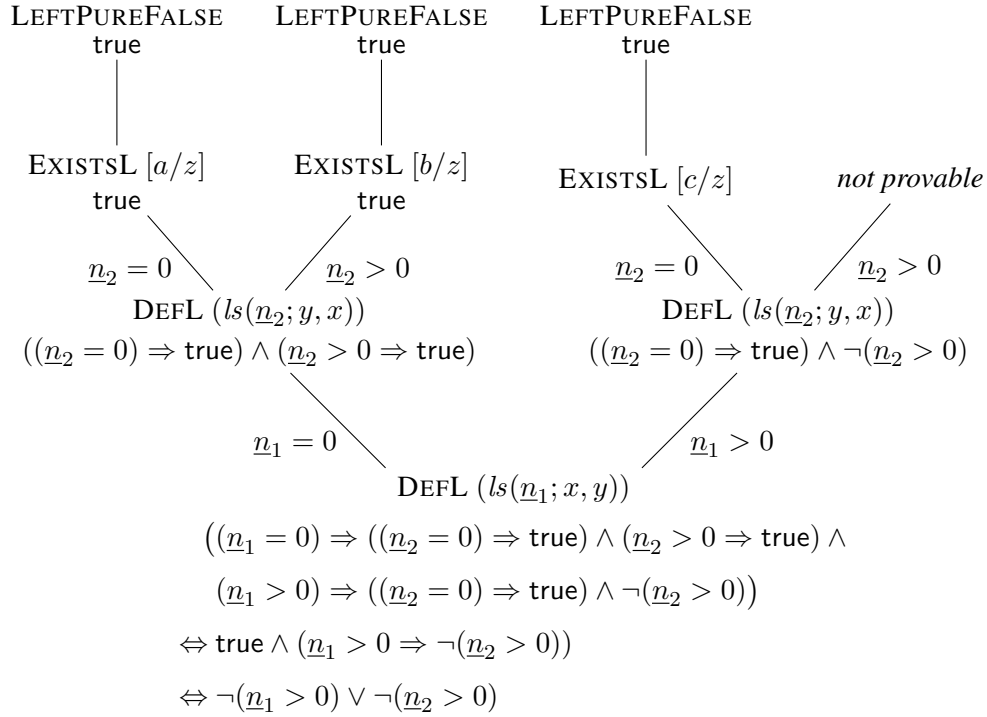 LEFTPUREFALSE LEFTPUREFALSE LEFTPUREFALSE
true true true
EXISTSL [a/z] EXISTSL [b/z] EXISTSL [c/z] not provable
true true
n₂ = 0 n₂ > 0 n₂ = 0 n₂ > 0
DEFL (ls(n₂; y, x)) DEFL (ls(n₂; y, x))
((n₂ = 0) ⇒ true) ∧ (n₂ > 0 ⇒ true) ((n₂ = 0) ⇒ true) ∧ ¬(n₂ > 0)
n₁ = 0 n₁ > 0
DEFL (ls(n₁; x, y))
((n₁ = 0) ⇒ ((n₂ = 0) ⇒ true) ∧ (n₂ > 0 ⇒ true) ∧
(n₁ > 0) ⇒ ((n₂ = 0) ⇒ true) ∧ ¬(n₂ > 0))
⇔ true ∧ (n₁ > 0 ⇒ ¬(n₂ > 0))
⇔ ¬(n₁ > 0) ∨ ¬(n₂ > 0)